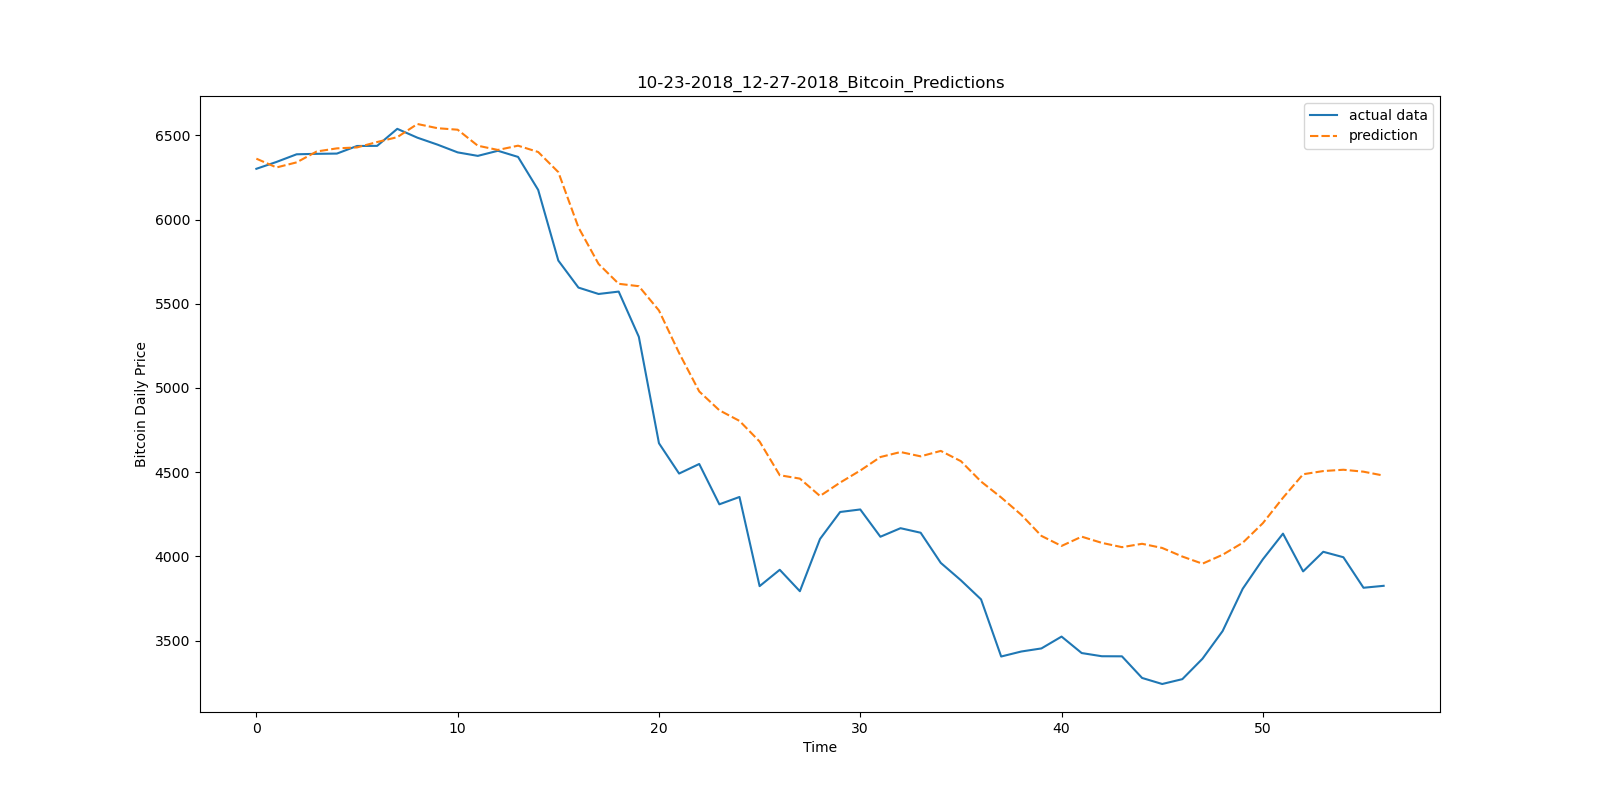 10-23-2018_12-27-2018_Bitcoin_Predictions
actual data
prediction
6500
6000
5500
5000
4500
4000
3500
Bitcoin Daily Price
0 10 20 30 40 50
Time